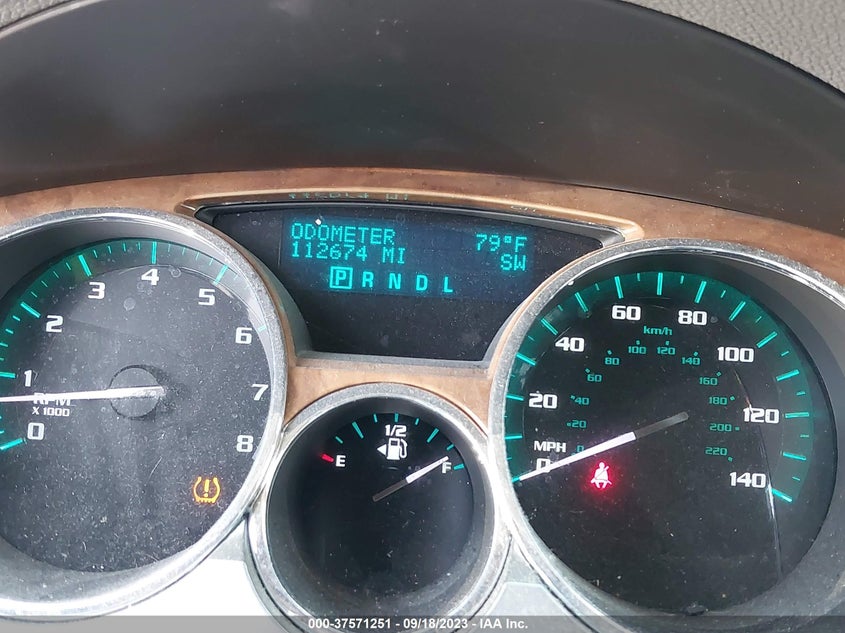 ODOMETER 79°F
112674 MI SW
P R N D L
0 1 2 3 4 5 6 7 8
RPM
X 1000
E 1/2 F
0 20 40 60 80 100 120 140
MPH
km/h
0 20 40 60 80 100 120 140 160 180 200 220
000-37571251 | 09/18/2023 | © IAA Inc.